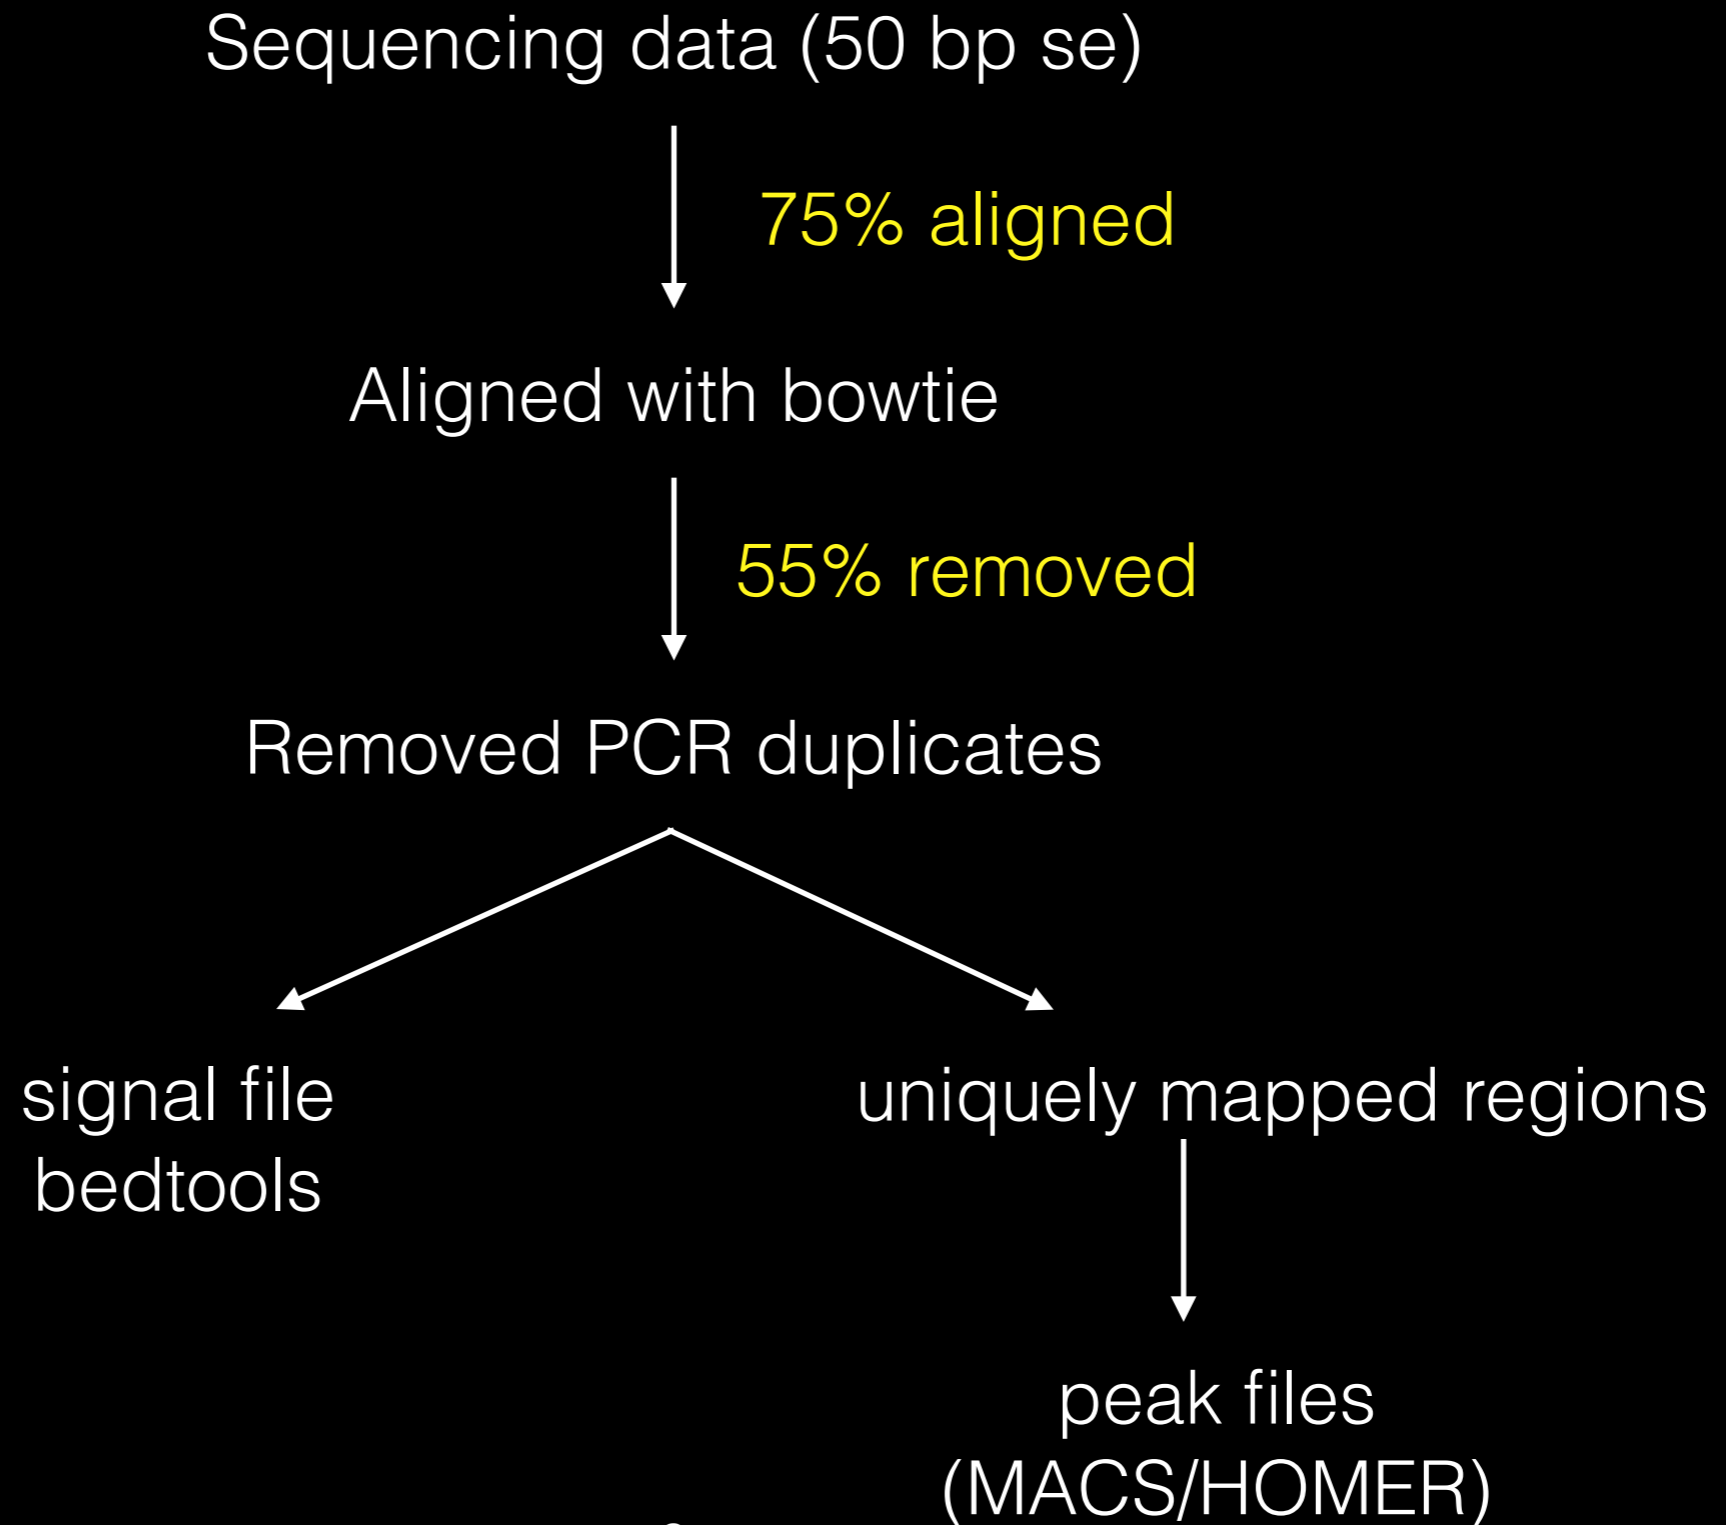 Sequencing data (50 bp se)
75% aligned
Aligned with bowtie
55% removed
Removed PCR duplicates
signal file
bedtools
uniquely mapped regions
peak files
(MACS/HOMER)